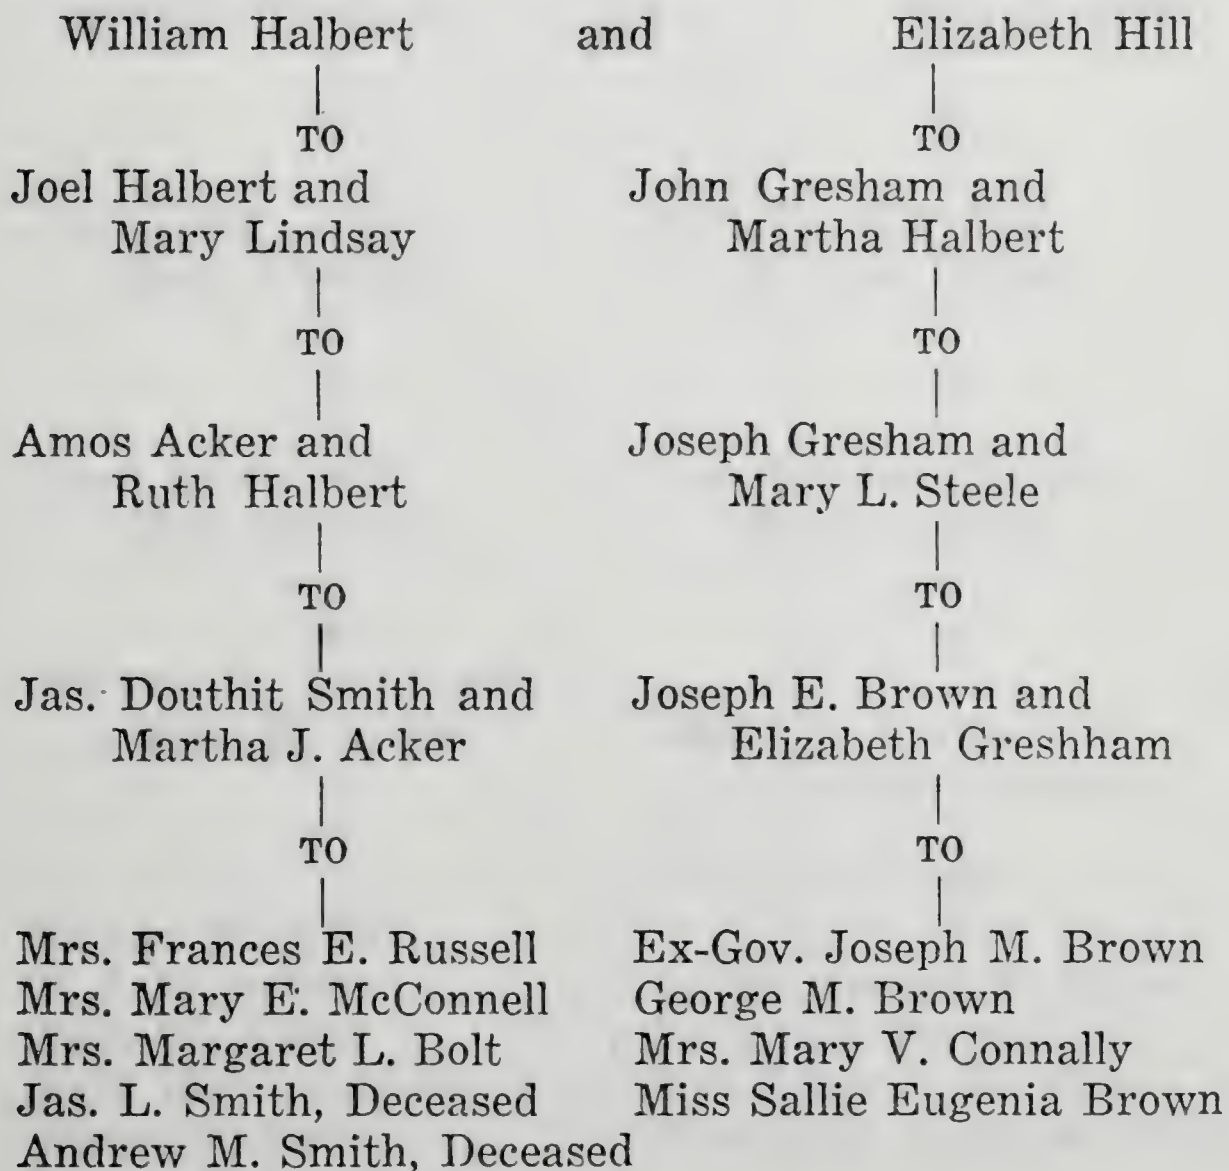 William Halbert and Elizabeth Hill
TO
Joel Halbert and
Mary Lindsay
TO
Amos Acker and
Ruth Halbert
TO
Jas. Douthit Smith and
Martha J. Acker
TO
Mrs. Frances E. Russell
Mrs. Mary E. McConnell
Mrs. Margaret L. Bolt
Jas. L. Smith, Deceased
Andrew M. Smith, Deceased
TO
John Gresham and
Martha Halbert
TO
Joseph Gresham and
Mary L. Steele
TO
Joseph E. Brown and
Elizabeth Greshham
TO
Ex-Gov. Joseph M. Brown
George M. Brown
Mrs. Mary V. Connally
Miss Sallie Eugenia Brown